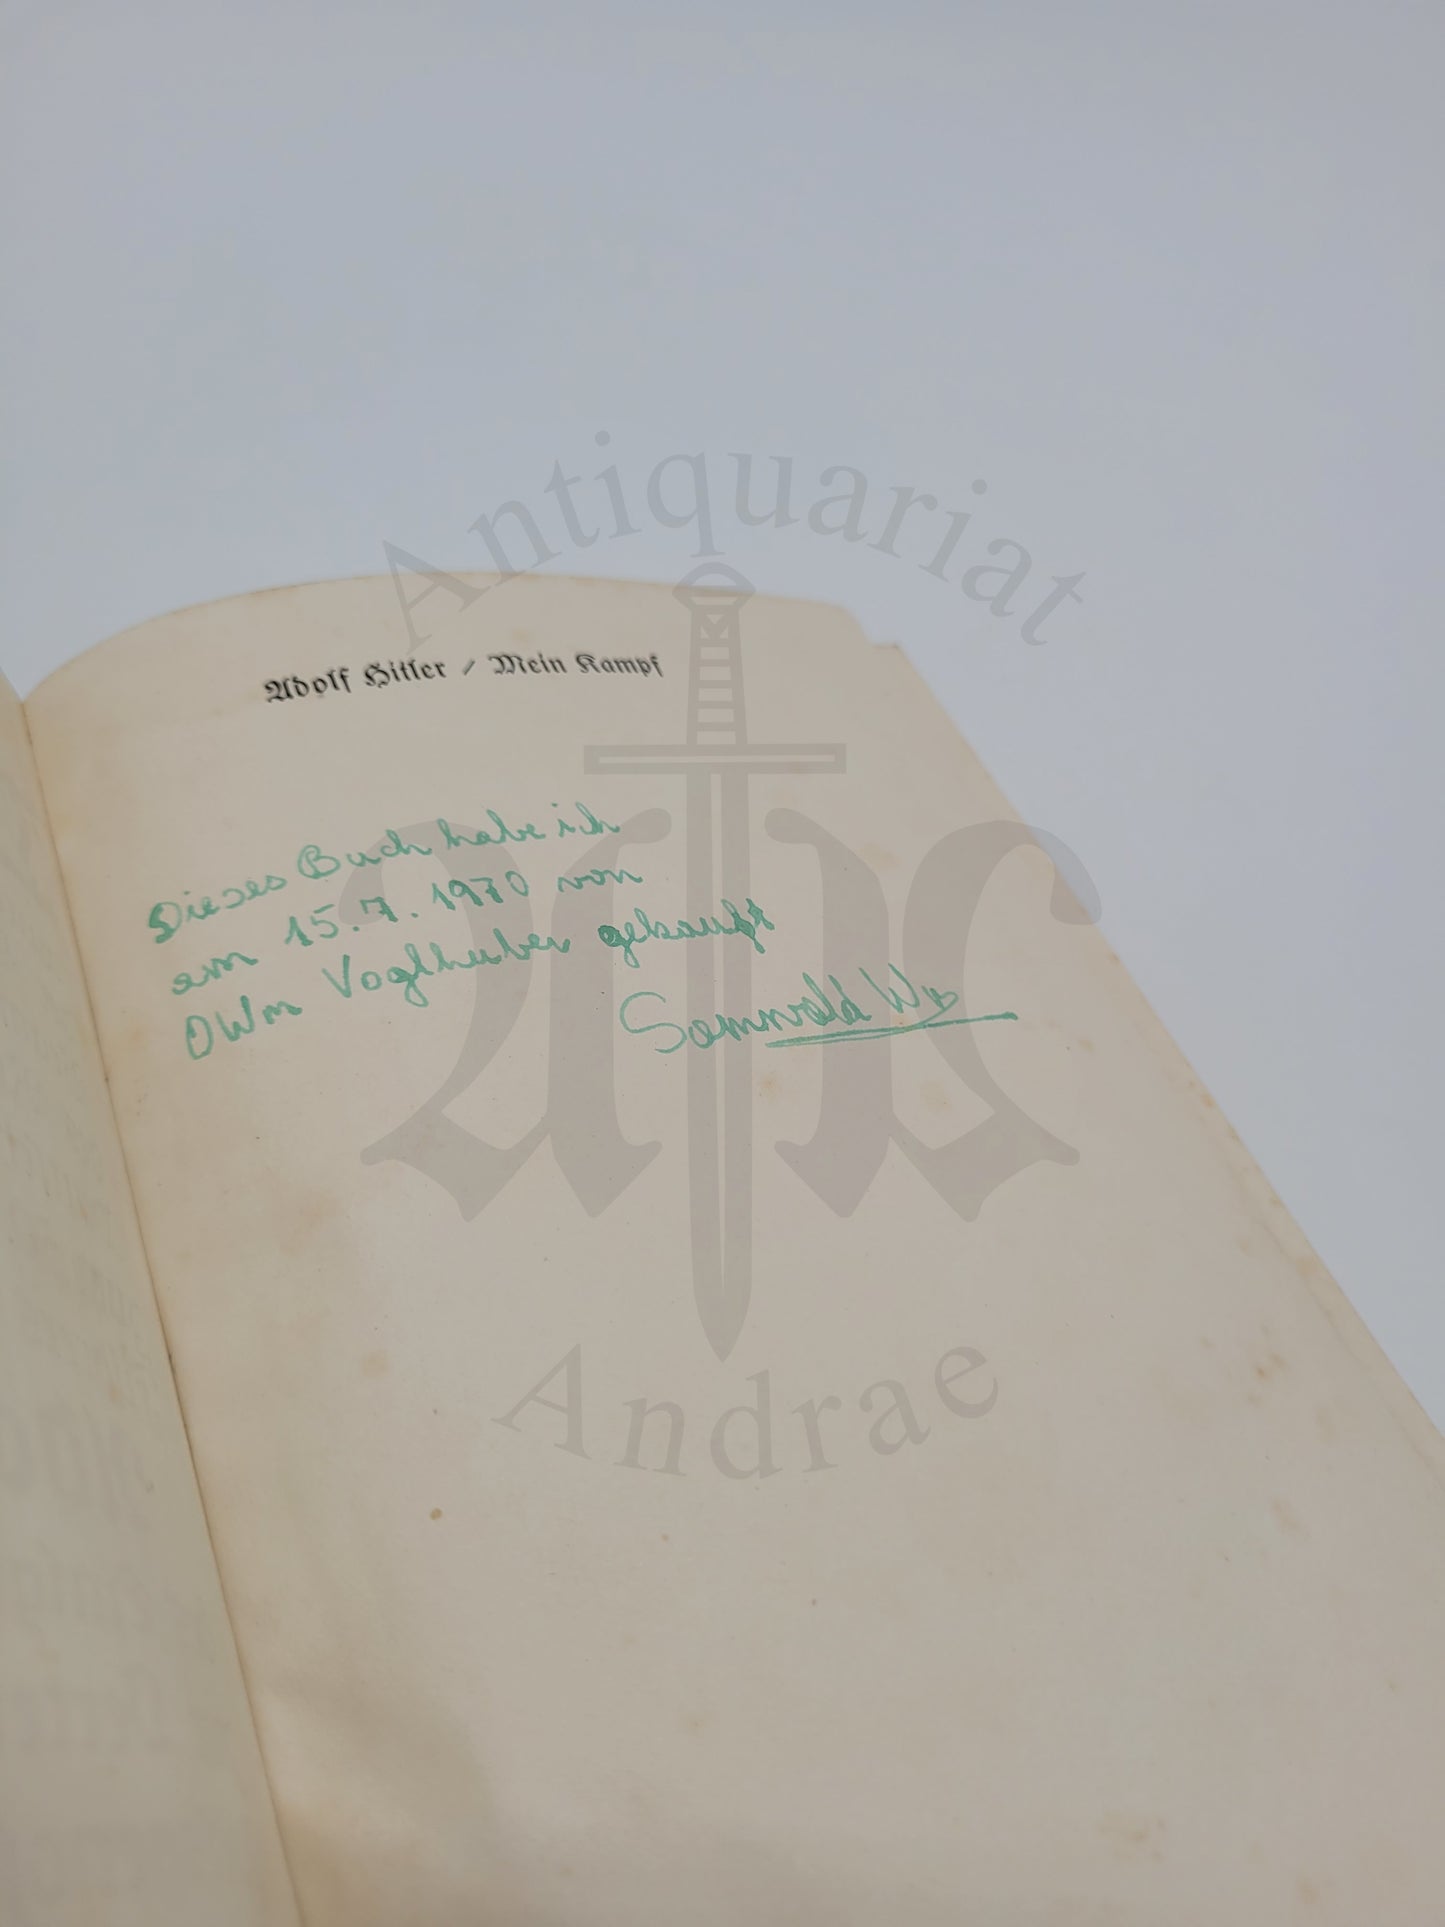 Antiquariat
Adolf Hitler / Mein Kampf
Dieses Buch habe ich
am 15.7.1970 von
OWm Voglhuber gekauft
Andrae